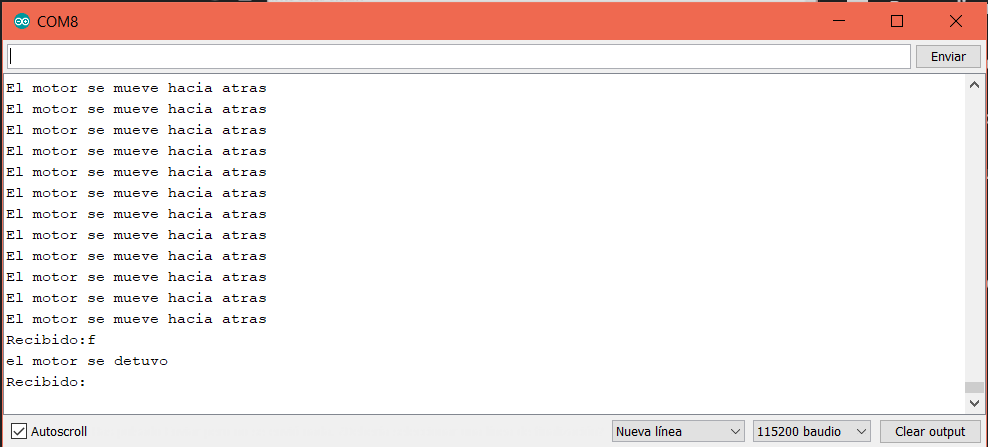 COM8
Enviar
El motor se mueve hacia atras
El motor se mueve hacia atras
El motor se mueve hacia atras
El motor se mueve hacia atras
El motor se mueve hacia atras
El motor se mueve hacia atras
El motor se mueve hacia atras
El motor se mueve hacia atras
El motor se mueve hacia atras
El motor se mueve hacia atras
El motor se mueve hacia atras
El motor se mueve hacia atras
Recibido:f
el motor se detuvo
Recibido:
Autoscroll Nueva línea 115200 baudio Clear output